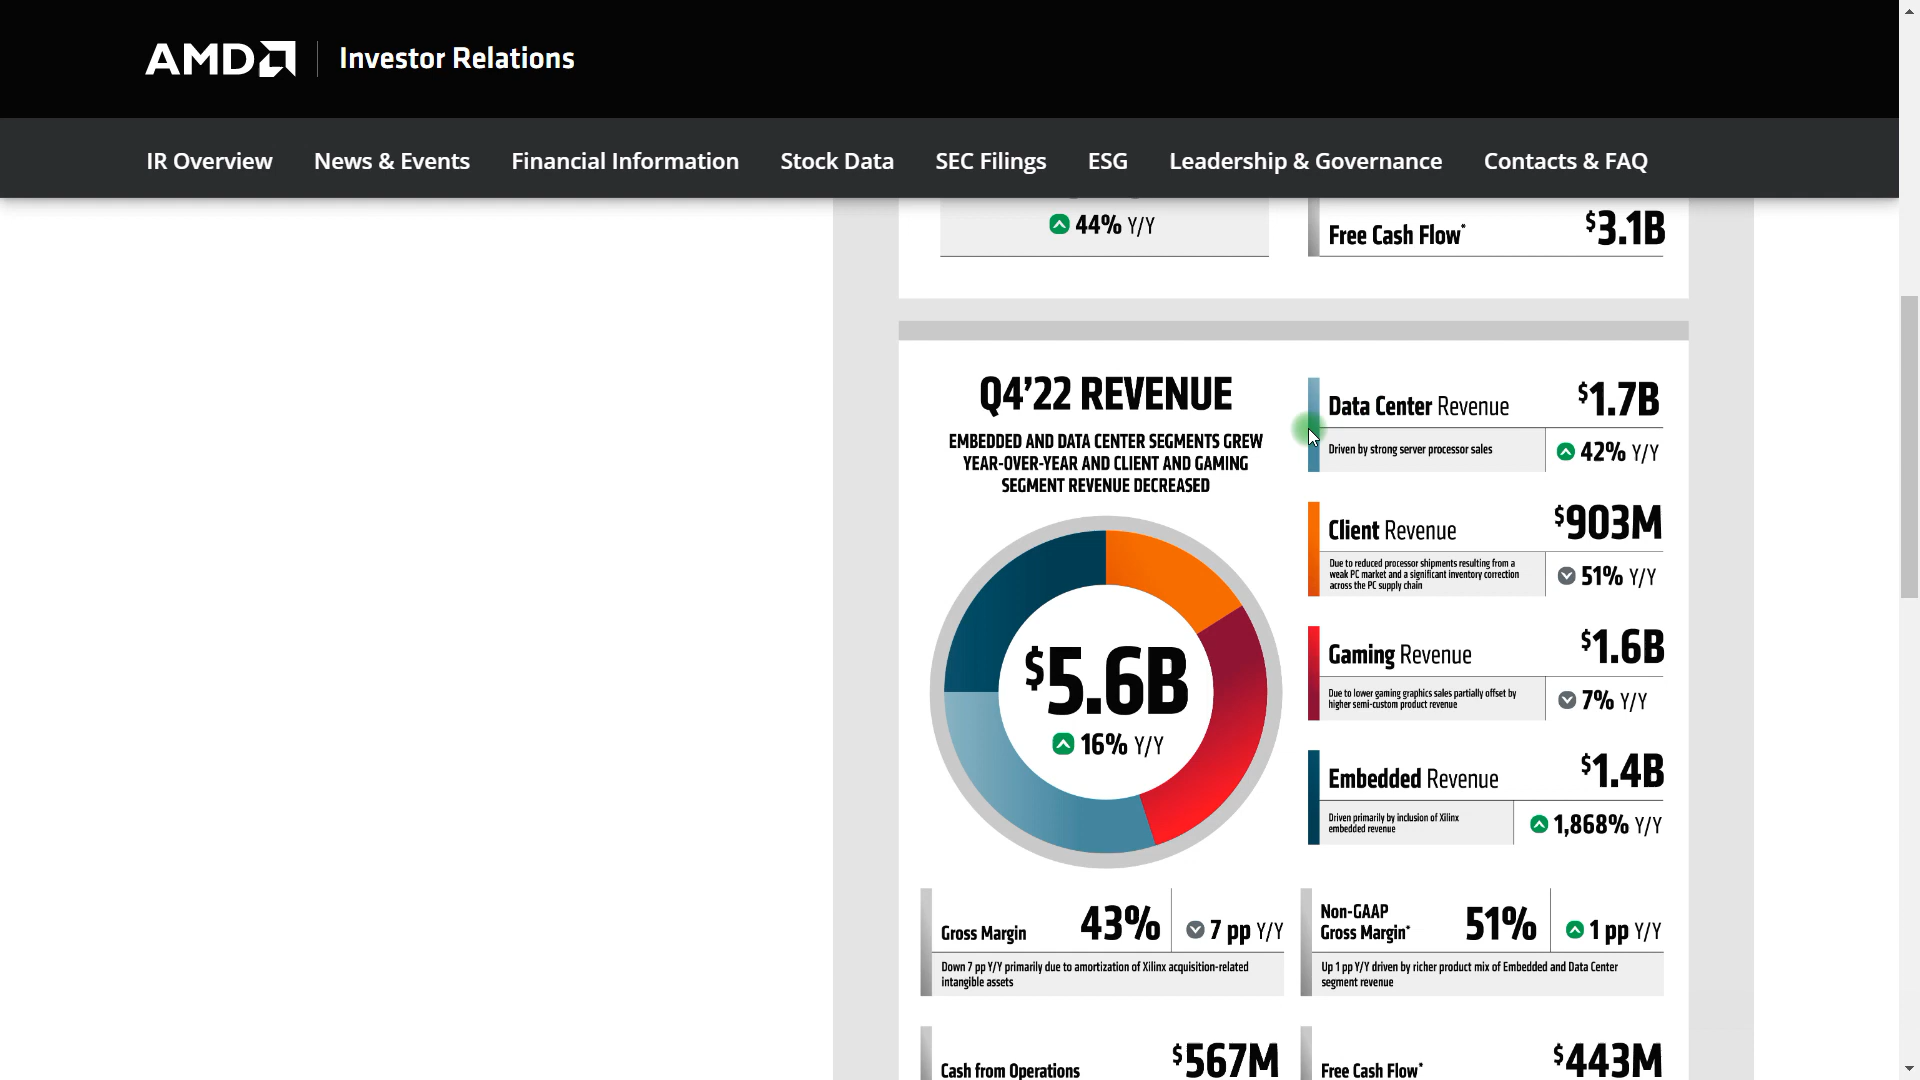 AMD Investor Relations
IR Overview News & Events Financial Information Stock Data SEC Filings ESG Leadership & Governance Contacts & FAQ
44% Y/Y
Free Cash Flow* $3.1B
Q4'22 REVENUE
EMBEDDED AND DATA CENTER SEGMENTS GREW
YEAR-OVER-YEAR AND CLIENT AND GAMING
SEGMENT REVENUE DECREASED
$5.6B
16% Y/Y
Data Center Revenue $1.7B
Driven by strong server processor sales 42% Y/Y
Client Revenue $903M
Due to reduced processor shipments resulting from a
weak PC market and a significant inventory correction
across the PC supply chain
51% Y/Y
Gaming Revenue $1.6B
Due to lower gaming graphics sales partially offset by
higher semi-custom product revenue
7% Y/Y
Embedded Revenue $1.4B
Driven primarily by inclusion of Xilinx
embedded revenue
1,868% Y/Y
Gross Margin 43% 7 pp Y/Y
Down 7 pp Y/Y primarily due to amortization of Xilinx acquisition-related
intangible assets
Non-GAAP
Gross Margin* 51% 1 pp Y/Y
Up 1 pp Y/Y driven by richer product mix of Embedded and Data Center
segment revenue
Cash from Operations $567M
Free Cash Flow* $443M